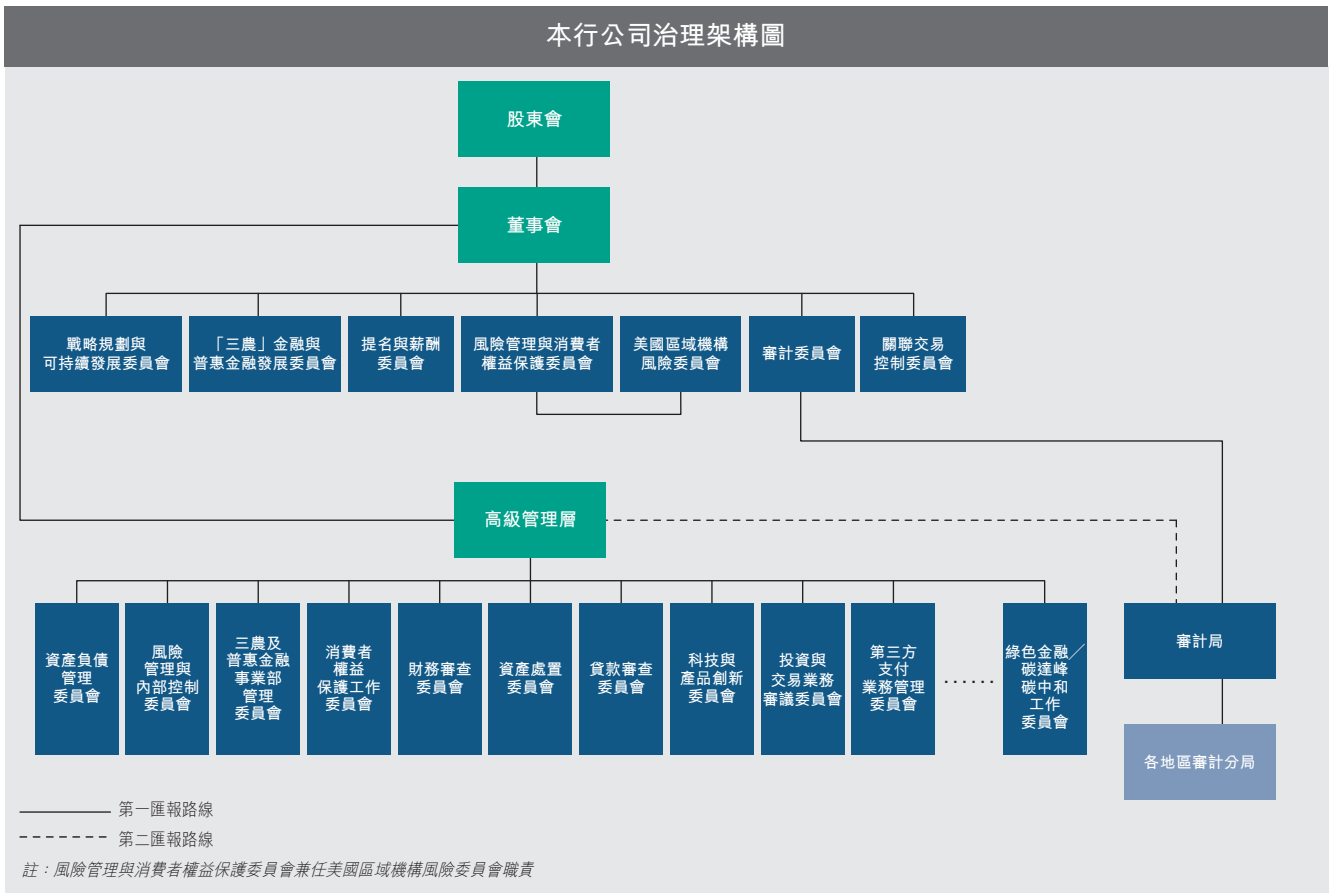 本行公司治理架構圖
股東會
董事會
戰略規劃與
可持續發展委員會
「三農」金融與
普惠金融發展委員會
提名與薪酬
委員會
風險管理與消費者
權益保護委員會
美國區域機構
風險委員會
審計委員會
關聯交易
控制委員會
高級管理層
資產負債
管理
委員會
風險
管理與
內部控制
委員會
三農及
普惠金融
事業部
管理
委員會
消費者
權益
保護工作
委員會
財務審查
委員會
資產處置
委員會
貸款審查
委員會
科技與
產品創新
委員會
投資與
交易業務
審議委員會
第三方
支付
業務管理
委員會
......
綠色金融／
碳達峰
碳中和
工作
委員會
審計局
各地區審計分局
第一匯報路線
第二匯報路線
註：風險管理與消費者權益保護委員會兼任美國區域機構風險委員會職責